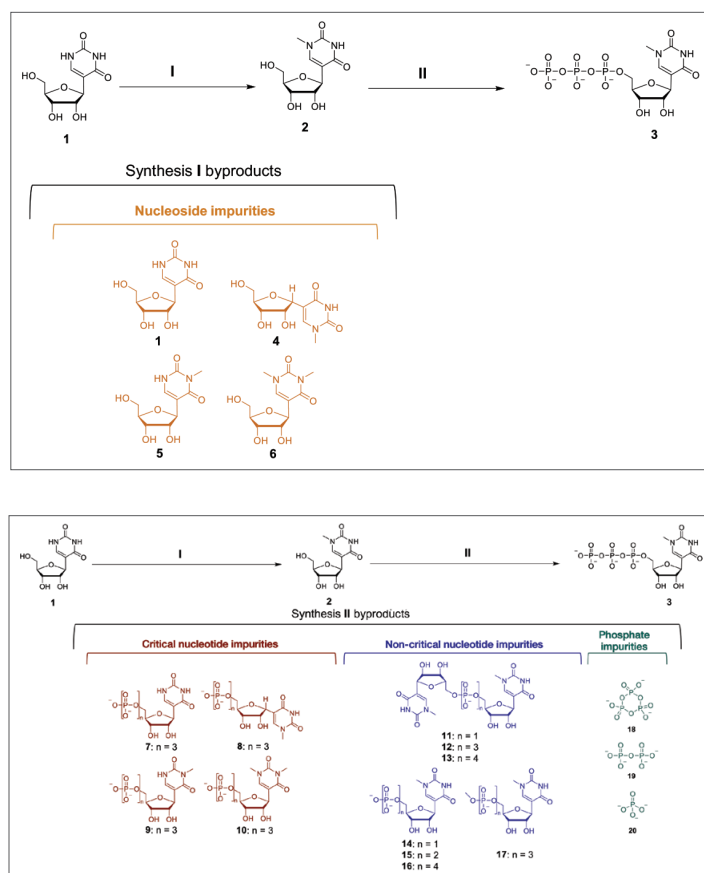 I
II
1
2
3
Synthesis I byproducts
Nucleoside impurities
1
4
5
6
I
II
1
2
3
Synthesis II byproducts
Critical nucleotide impurities
Non-critical nucleotide impurities
Phosphate impurities
7: n = 3
8: n = 3
9: n = 3
10: n = 3
11: n = 1
12: n = 3
13: n = 4
14: n = 1
15: n = 2
16: n = 4
17: n = 3
18
19
20